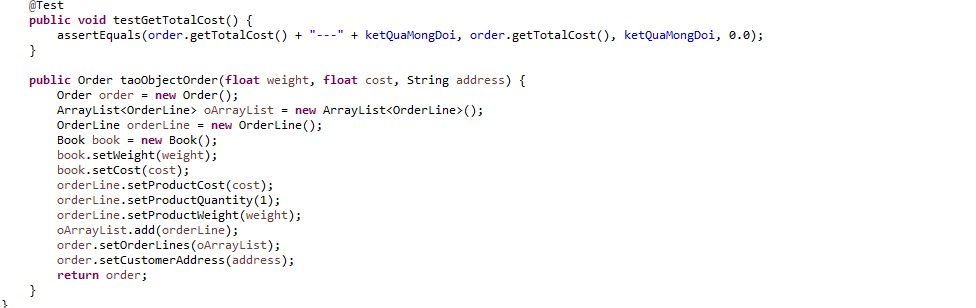 @Test
public void testGetTotalCost() {
assertEquals(order.getTotalCost() + "---" + ketQuaMongDoi, order.getTotalCost(), ketQuaMongDoi, 0.0);
}
public Order taoObjectOrder(float weight, float cost, String address) {
Order order = new Order();
ArrayList<OrderLine> oArrayList = new ArrayList<OrderLine>();
OrderLine orderLine = new OrderLine();
Book book = new Book();
book.setWeight(weight);
book.setCost(cost);
orderLine.setProductCost(cost);
orderLine.setProductQuantity(1);
orderLine.setProductWeight(weight);
oArrayList.add(orderLine);
order.setOrderLines(oArrayList);
order.setCustomerAddress(address);
return order;
}
}